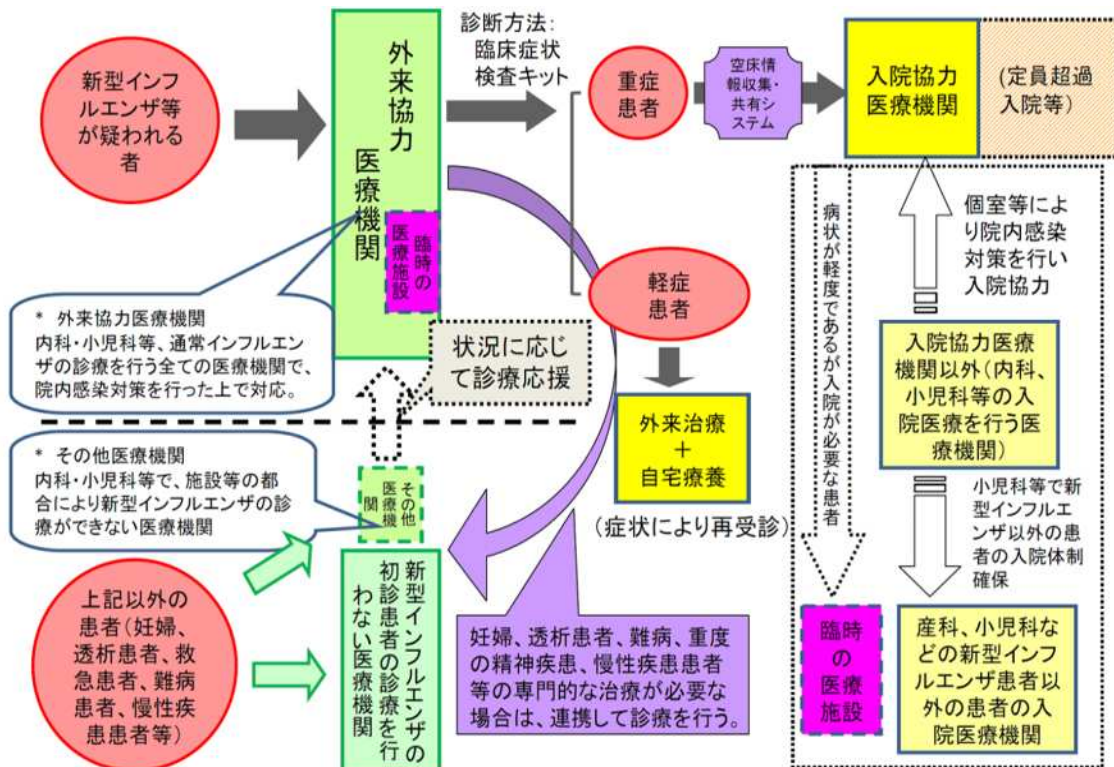 新型インフ
ルエンザ等
が疑われる
者
外来協力
医療機関
臨時の
医療施設
診断方法:
臨床症状
検査キット
重症
患者
空床情
報収集・
共有シ
ステム
入院協力
医療機関
(定員超過
入院等)
軽症
患者
外来治療
+
自宅療養
(症状により再受診)
* 外来協力医療機関
内科・小児科等、通常インフルエン
ザの診療を行う全ての医療機関で、
院内感染対策を行った上で対応。
状況に応じ
て診療応援
* その他医療機関
内科・小児科等で、施設等の都
合により新型インフルエンザの診
療ができない医療機関
その他
医療機
関
上記以外の
患者(妊婦、
透析患者、救
急患者、難病
患者、慢性疾
患患者等)
新型インフルエンザの
初診患者の診療を行
わない医療機関
妊婦、透析患者、難病、重度
の精神疾患、慢性疾患患者
等の専門的な治療が必要な
場合は、連携して診療を行う。
病状が軽度であるが入院が必要な患者
個室等によ
り院内感染
対策を行い
入院協力
入院協力医療
機関以外(内科、
小児科等の入
院医療を行う医
療機関)
小児科等で新
型インフルエ
ンザ以外の患
者の入院体制
確保
臨時
の
医療
施設
産科、小児科な
どの新型インフ
ルエンザ患者以
外の患者の入
院医療機関